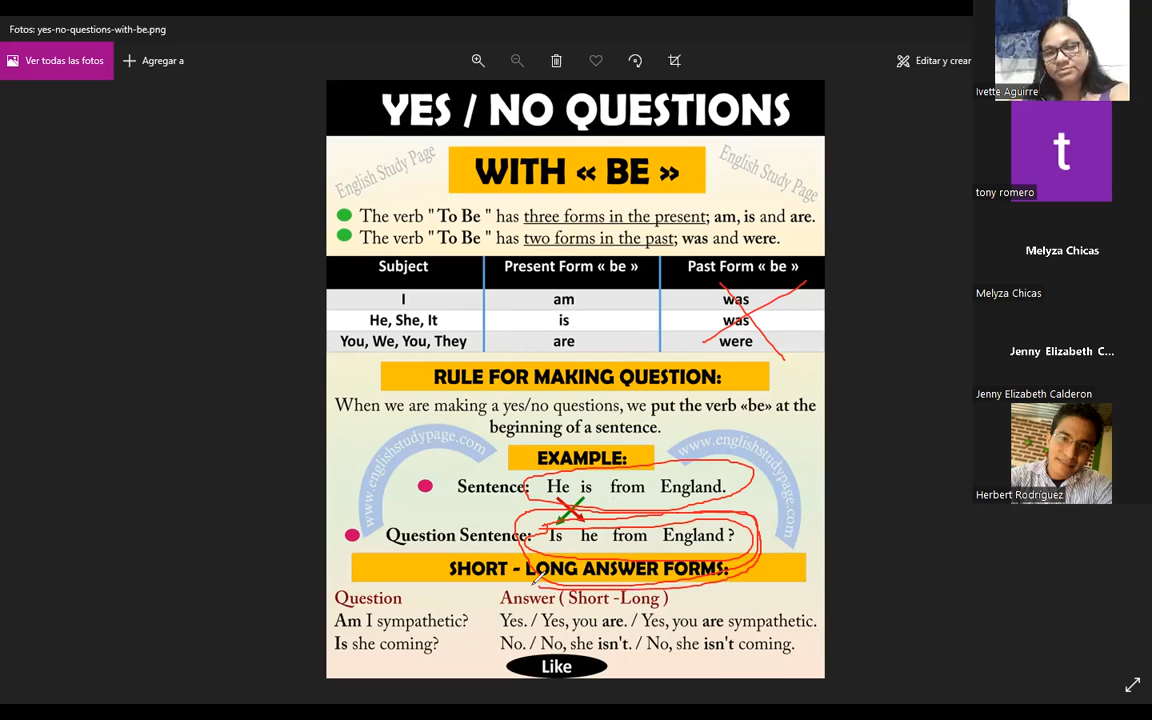 Fotos: yes-no-questions-with-be.png
Ver todas las fotos
Agregar a
Editar y crear
YES / NO QUESTIONS
WITH « BE »
English Study Page
English Study Page
The verb " To Be " has three forms in the present; am, is and are.
The verb " To Be " has two forms in the past; was and were.
Subject Present Form « be » Past Form « be »
I am was
He, She, It is was
You, We, You, They are were
RULE FOR MAKING QUESTION:
When we are making a yes/no questions, we put the verb «be» at the
beginning of a sentence.
www.englishstudypage.com
www.englishstudypage.com
EXAMPLE:
Sentence: He is from England.
Question Sentence: Is he from England ?
SHORT - LONG ANSWER FORMS:
Question Answer ( Short -Long )
Am I sympathetic? Yes. / Yes, you are. / Yes, you are sympathetic.
Is she coming? No. / No, she isn't. / No, she isn't coming.
Like
Ivette Aguirre
t
tony romero
Melyza Chicas
Melyza Chicas
Jenny Elizabeth C...
Jenny Elizabeth Calderon
Herbert Rodríguez